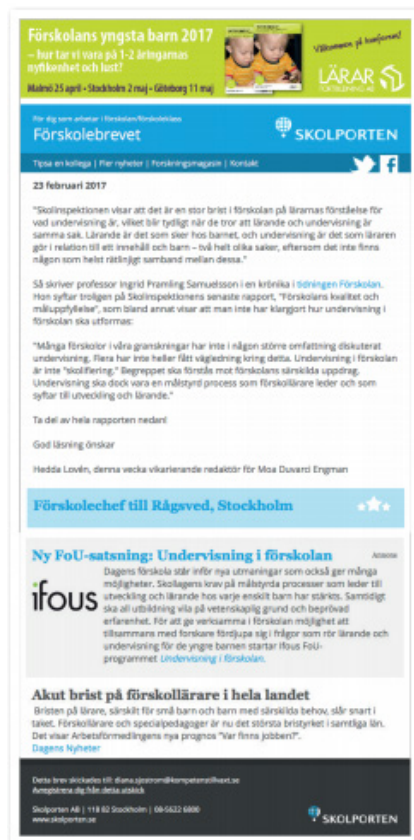 Förskolans yngsta barn 2017
– hur tar vi vara på 1-2 åringarnas
nyfikenhet och lust?
Malmö 25 april • Stockholm 2 maj • Göteborg 11 maj
Välkommen på konferens!
LÄRAR
FORTBILDNING AB
För dig som arbetar i förskolan/förskoleklass
Förskolebrevet
SKOLPORTEN
Tipsa en kollega | Fler nyheter | Forskningsmagasin | Kontakt
23 februari 2017
"Skolinspektionen visar att det är en stor brist i förskolan på lärarnas förståelse för
vad undervisning är, vilket blir tydligt när de tror att lärande och undervisning är
samma sak. Lärande är det som sker hos barnet, och undervisning är det som läraren
gör i relation till ett innehåll och barn – två helt olika saker, eftersom det inte finns
någon som helst rätlinjigt samband mellan dessa."
Så skriver professor Ingrid Pramling Samuelsson i en krönika i tidningen Förskolan.
Hon syftar troligen på Skolinspektionens senaste rapport, "Förskolans kvalitet och
måluppfyllelse", som bland annat visar att man inte har klargjort hur undervisning i
förskolan ska utformas:
"Många förskolor i våra granskningar har inte i någon större omfattning diskuterat
undervisning. Flera har inte heller fått vägledning kring detta. Undervisning i förskolan
är inte "skolifiering." Begreppet ska förstås mot förskolans särskilda uppdrag.
Undervisning ska dock vara en målstyrd process som förskollärare leder och som
syftar till utveckling och lärande."
Ta del av hela rapporten nedan!
God läsning önskar
Hedda Lovén, denna vecka vikarierande redaktör för Moa Duvarci Engman
Förskolechef till Rågsved, Stockholm
Ny FoU-satsning: Undervisning i förskolan
Annons
ifous
Dagens förskola står inför nya utmaningar som också ger många
möjligheter. Skollagens krav på målstyrda processer som leder till
utveckling och lärande hos varje enskilt barn har stärkts. Samtidigt
ska all utbildning vila på vetenskaplig grund och beprövad
erfarenhet. För att ge verksamma i förskolan möjlighet att
tillsammans med forskare fördjupa sig i frågor som rör lärande och
undervisning för de yngre barnen startar Ifous FoU-
programmet Undervisning i förskolan.
Akut brist på förskollärare i hela landet
Bristen på lärare, särskilt för små barn och barn med särskilda behov, slår snart i
taket. Förskollärare och specialpedagoger är nu det största bristyrket i samtliga län.
Det visar Arbetsförmedlingens nya prognos "Var finns jobben?".
Dagens Nyheter
Detta brev skickades till: diana.sjostrom@kompetenstillvaxt.se
Avregistrera dig från detta utskick
Skolporten AB | 118 82 Stockholm | 08-5622 8800
www.skolporten.se
SKOLPORTEN